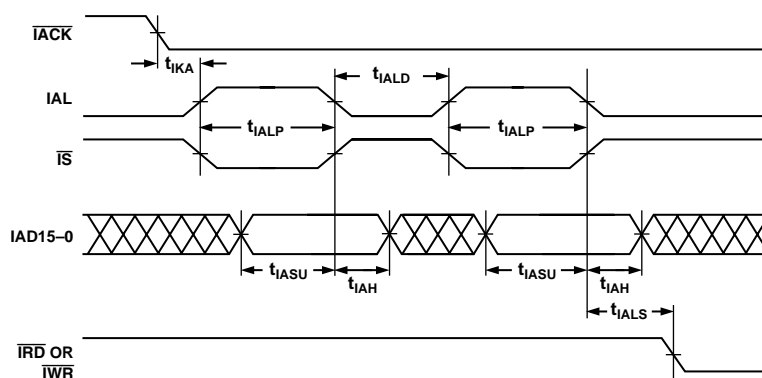 IACK
tIKA
tIALD
IAL
tIALP
tIALP
IS
IAD15–0
tIASU
tIAH
tIASU
tIAH
tIALS
IRD OR
IWR